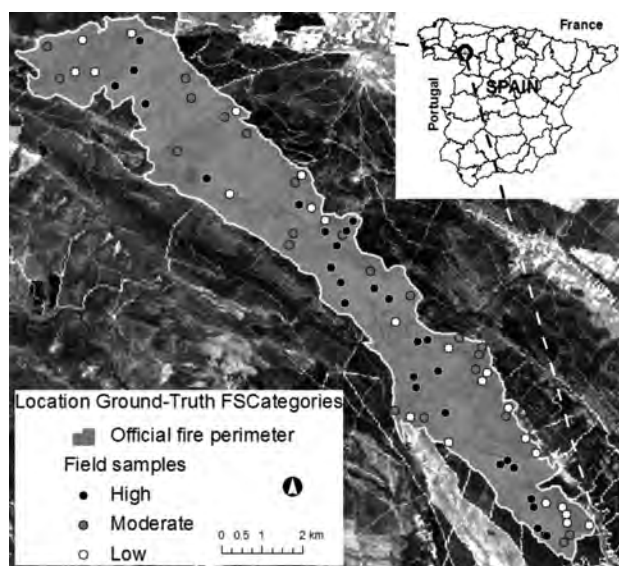 France
SPAIN
Portugal
Location Ground-Truth FSCategories
Official fire perimeter
Field samples
High
Moderate
Low
0 0.5 1 2 km